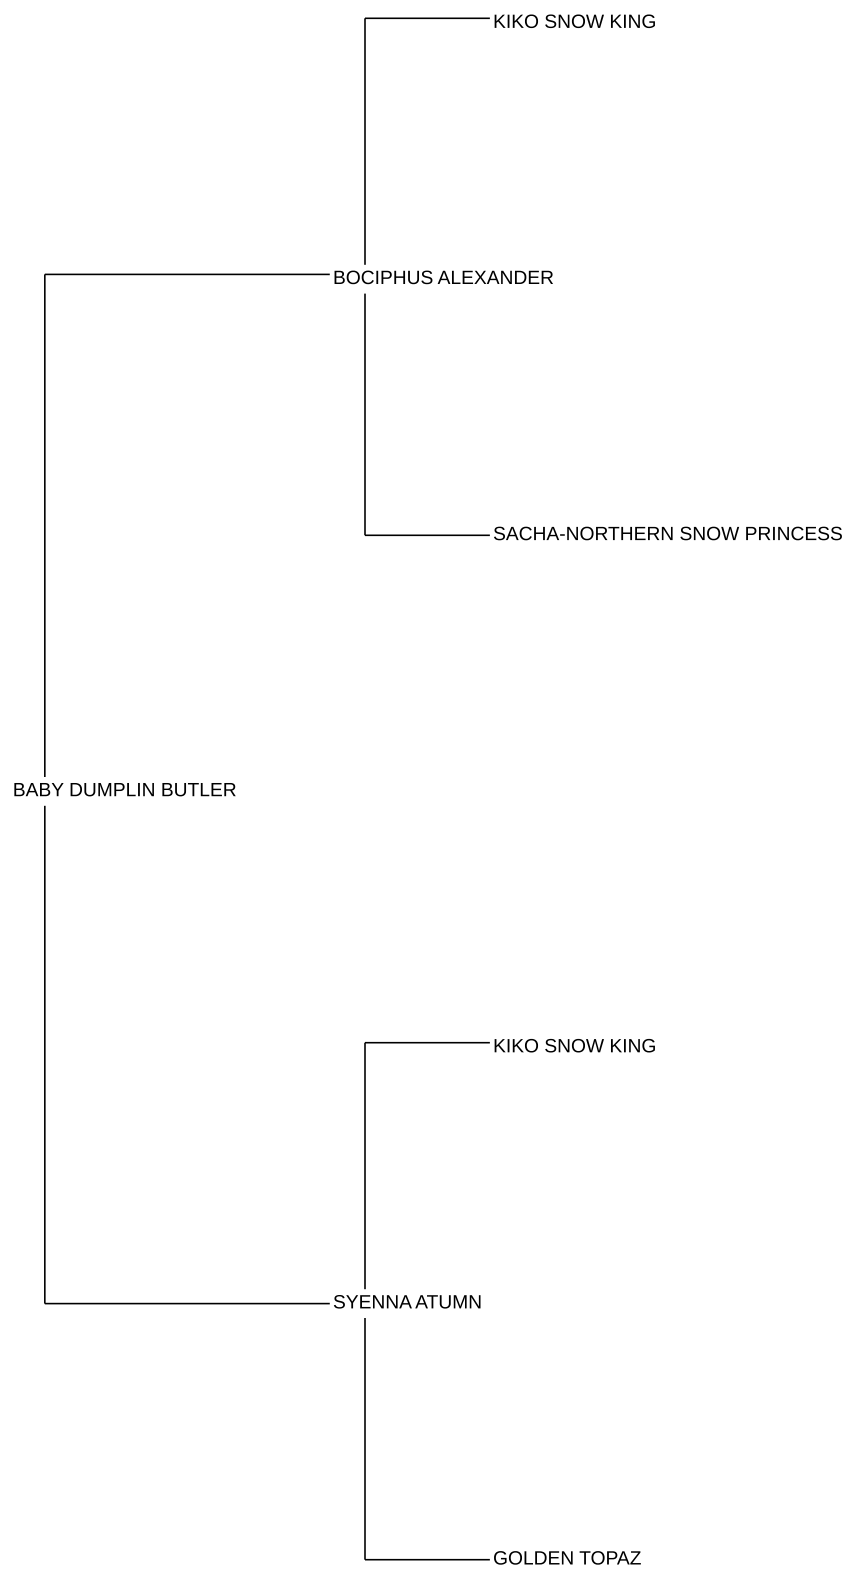 KIKO SNOW KING
BOCIPHUS ALEXANDER
SACHA-NORTHERN SNOW PRINCESS
BABY DUMPLIN BUTLER
KIKO SNOW KING
SYENNA ATUMN
GOLDEN TOPAZ